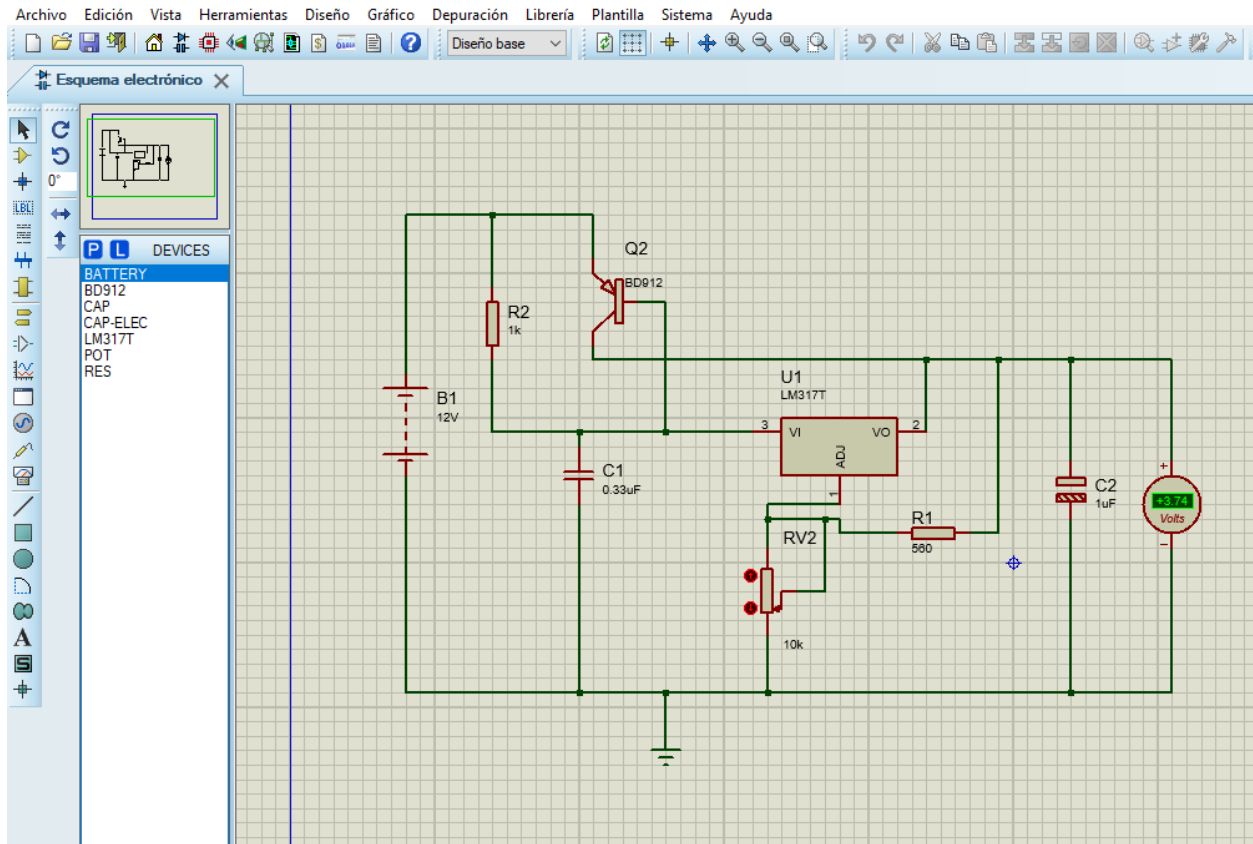 Archivo Edición Vista Herramientas Diseño Gráfico Depuración Librería Plantilla Sistema Ayuda
Diseño base
Esquema electrónico
0°
LBL
P L DEVICES
BATTERY
BD912
CAP
CAP-ELEC
LM317T
POT
RES
A
S
Q2
BD912
R2
1k
B1
12V
U1
LM317T
3 VI VO 2
ADJ
1
C1
0.33uF
C2
1uF
+
+3.74
Volts
R1
560
RV2
10k